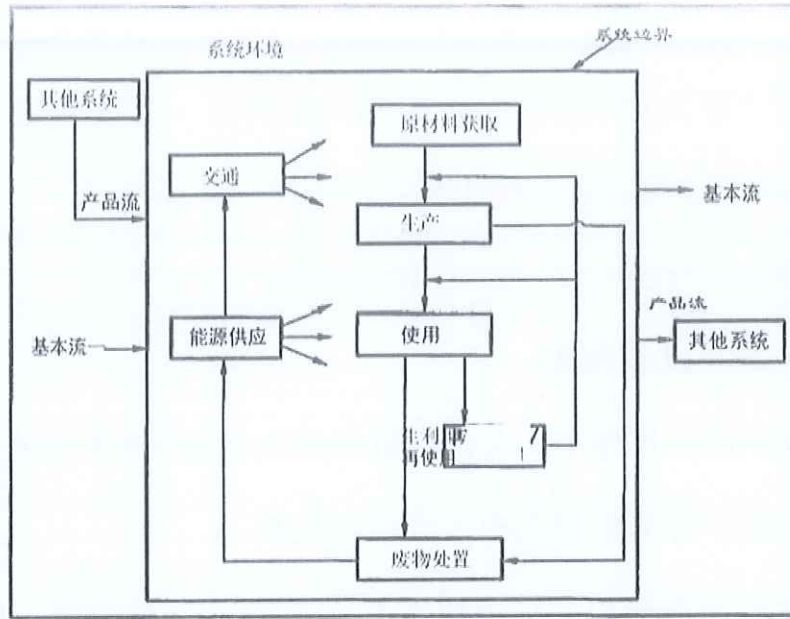 系统环境
系统边界
其他系统
原材料获取
交通
产品流
基本流
生产
产品流
基本流
能源供应
使用
其他系统
再使用
废物处置